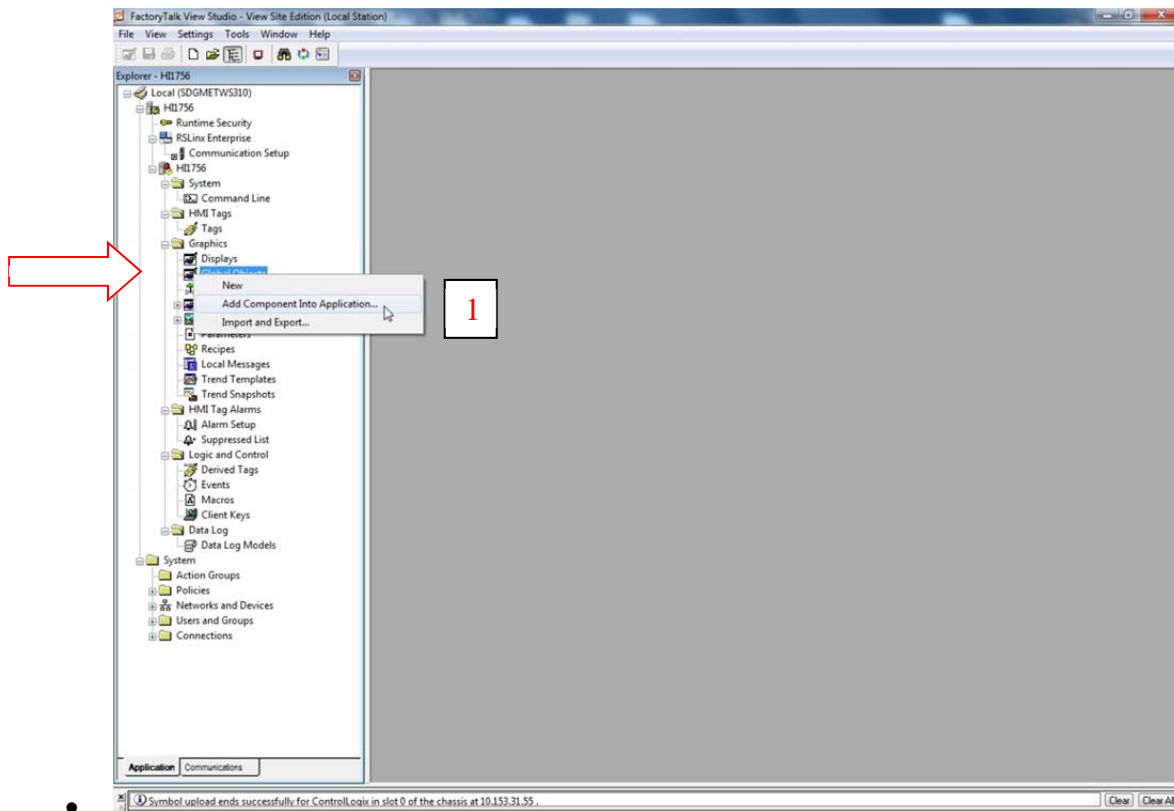 FactoryTalk View Studio - View Site Edition (Local Station)
File View Settings Tools Window Help
Explorer - HI1756
Local (SDGMETWS310)
HI1756
Runtime Security
RSLinx Enterprise
Communication Setup
HI1756
System
Command Line
HMI Tags
Tags
Graphics
Displays
Global Objects
New
Add Component Into Application...
Import and Export...
1
Parameters
Recipes
Local Messages
Trend Templates
Trend Snapshots
HMI Tag Alarms
Alarm Setup
Suppressed List
Logic and Control
Derived Tags
Events
Macros
Client Keys
Data Log
Data Log Models
System
Action Groups
Policies
Networks and Devices
Users and Groups
Connections
Application Communications
Symbol upload ends successfully for ControlLogix in slot 0 of the chassis at 10.153.31.55 .
Clear Clear All